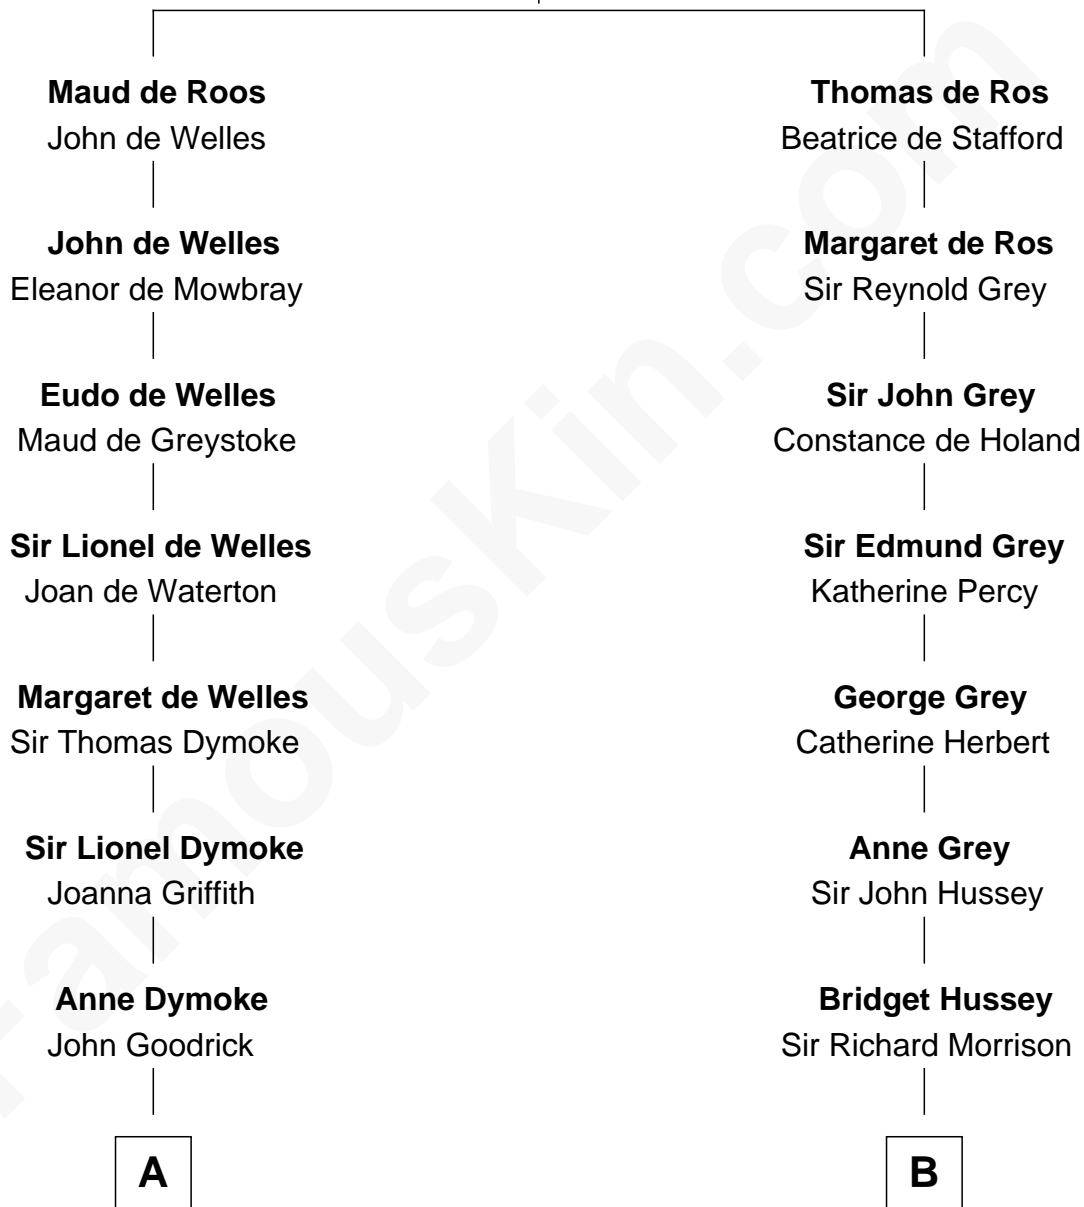 Maud de Roos
John de Welles
Thomas de Ros
Beatrice de Stafford
John de Welles
Eleanor de Mowbray
Margaret de Ros
Sir Reynold Grey
Eudo de Welles
Maud de Greystoke
Sir John Grey
Constance de Holand
Sir Lionel de Welles
Joan de Waterton
Sir Edmund Grey
Katherine Percy
Margaret de Welles
Sir Thomas Dymoke
George Grey
Catherine Herbert
Sir Lionel Dymoke
Joanna Griffith
Anne Grey
Sir John Hussey
Anne Dymoke
John Goodrick
Bridget Hussey
Sir Richard Morrison
A
B
FamousKin.com